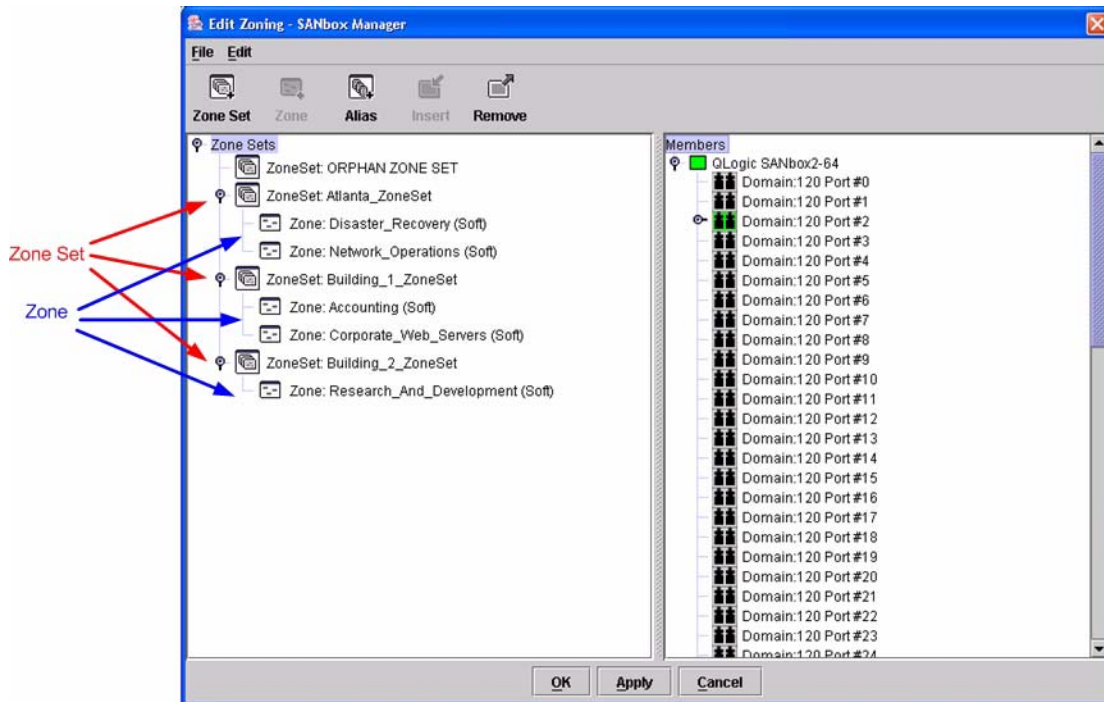 Edit Zoning - SANbox Manager
File Edit
Zone Set Zone Alias Insert Remove
Zone Sets
ZoneSet: ORPHAN ZONE SET
ZoneSet: Atlanta_ZoneSet
Zone: Disaster_Recovery (Soft)
Zone: Network_Operations (Soft)
ZoneSet: Building_1_ZoneSet
Zone: Accounting (Soft)
Zone: Corporate_Web_Servers (Soft)
ZoneSet: Building_2_ZoneSet
Zone: Research_And_Development (Soft)
Zone Set
Zone
Members
QLogic SANbox2-64
Domain:120 Port #0
Domain:120 Port #1
Domain:120 Port #2
Domain:120 Port #3
Domain:120 Port #4
Domain:120 Port #5
Domain:120 Port #6
Domain:120 Port #7
Domain:120 Port #8
Domain:120 Port #9
Domain:120 Port #10
Domain:120 Port #11
Domain:120 Port #12
Domain:120 Port #13
Domain:120 Port #14
Domain:120 Port #15
Domain:120 Port #16
Domain:120 Port #17
Domain:120 Port #18
Domain:120 Port #19
Domain:120 Port #20
Domain:120 Port #21
Domain:120 Port #22
Domain:120 Port #23
Domain:120 Port #24
OK Apply Cancel